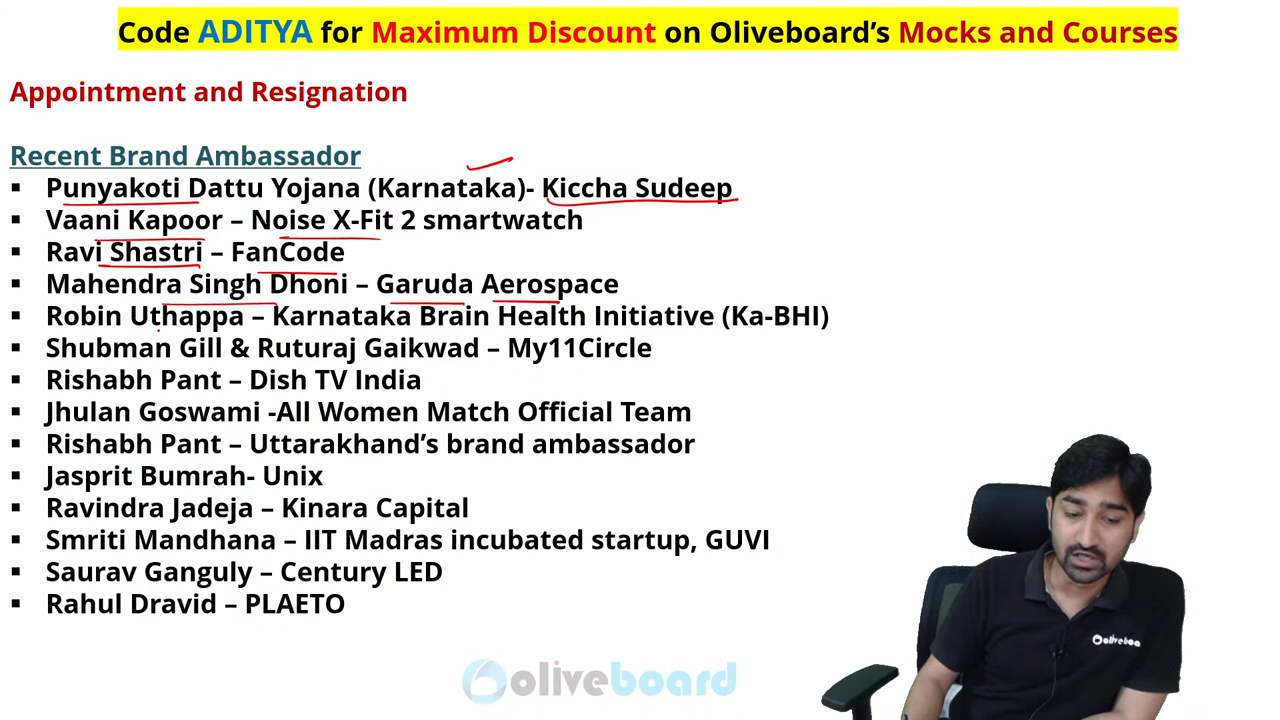 Code ADITYA for Maximum Discount on Oliveboard's Mocks and Courses
Appointment and Resignation
Recent Brand Ambassador
▪ Punyakoti Dattu Yojana (Karnataka)- Kiccha Sudeep
▪ Vaani Kapoor – Noise X-Fit 2 smartwatch
▪ Ravi Shastri – FanCode
▪ Mahendra Singh Dhoni – Garuda Aerospace
▪ Robin Uthappa – Karnataka Brain Health Initiative (Ka-BHI)
▪ Shubman Gill & Ruturaj Gaikwad – My11Circle
▪ Rishabh Pant – Dish TV India
▪ Jhulan Goswami -All Women Match Official Team
▪ Rishabh Pant – Uttarakhand's brand ambassador
▪ Jasprit Bumrah- Unix
▪ Ravindra Jadeja – Kinara Capital
▪ Smriti Mandhana – IIT Madras incubated startup, GUVI
▪ Saurav Ganguly – Century LED
▪ Rahul Dravid – PLAETO
oliveboa
oliveboard